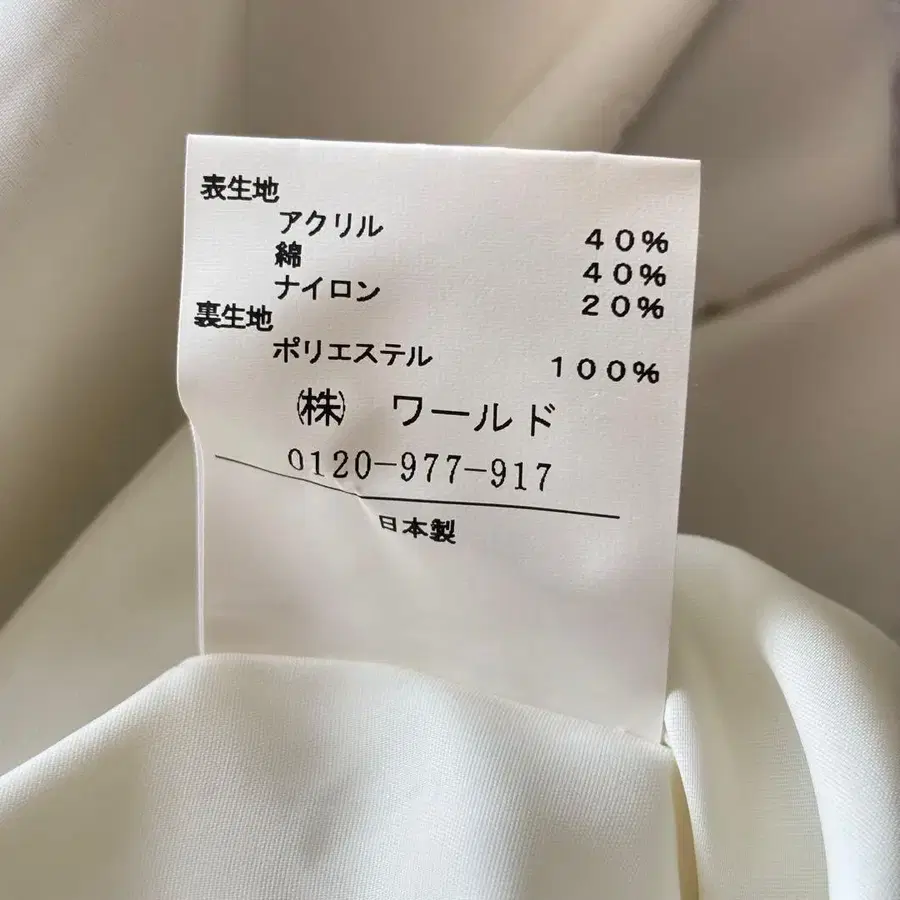 表生地
アクリル 40%
綿 40%
ナイロン 20%
裏生地
ポリエステル 100%
㈱ ワールド
0120-977-917
日本製